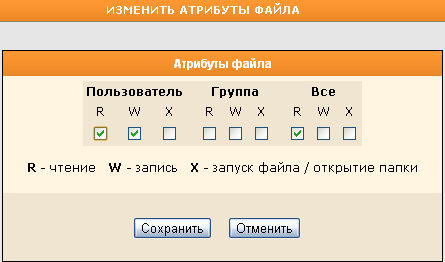 ИЗМЕНИТЬ АТРИБУТЫ ФАЙЛА
Атрибуты файла
Пользователь Группа Все
R W X R W X R W X
R - чтение W - запись X - запуск файла / открытие папки
Сохранить Отменить